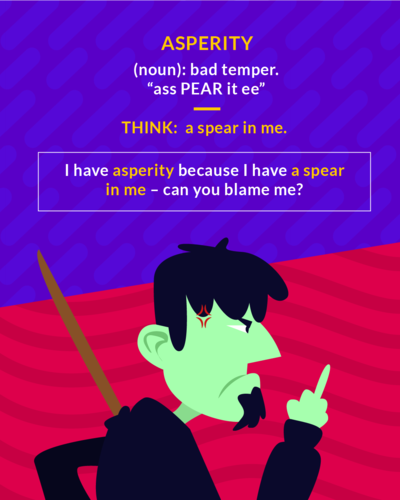 ASPERITY
(noun): bad temper.
“ass PEAR it ee”
THINK: a spear in me.
I have asperity because I have a spear
in me – can you blame me?